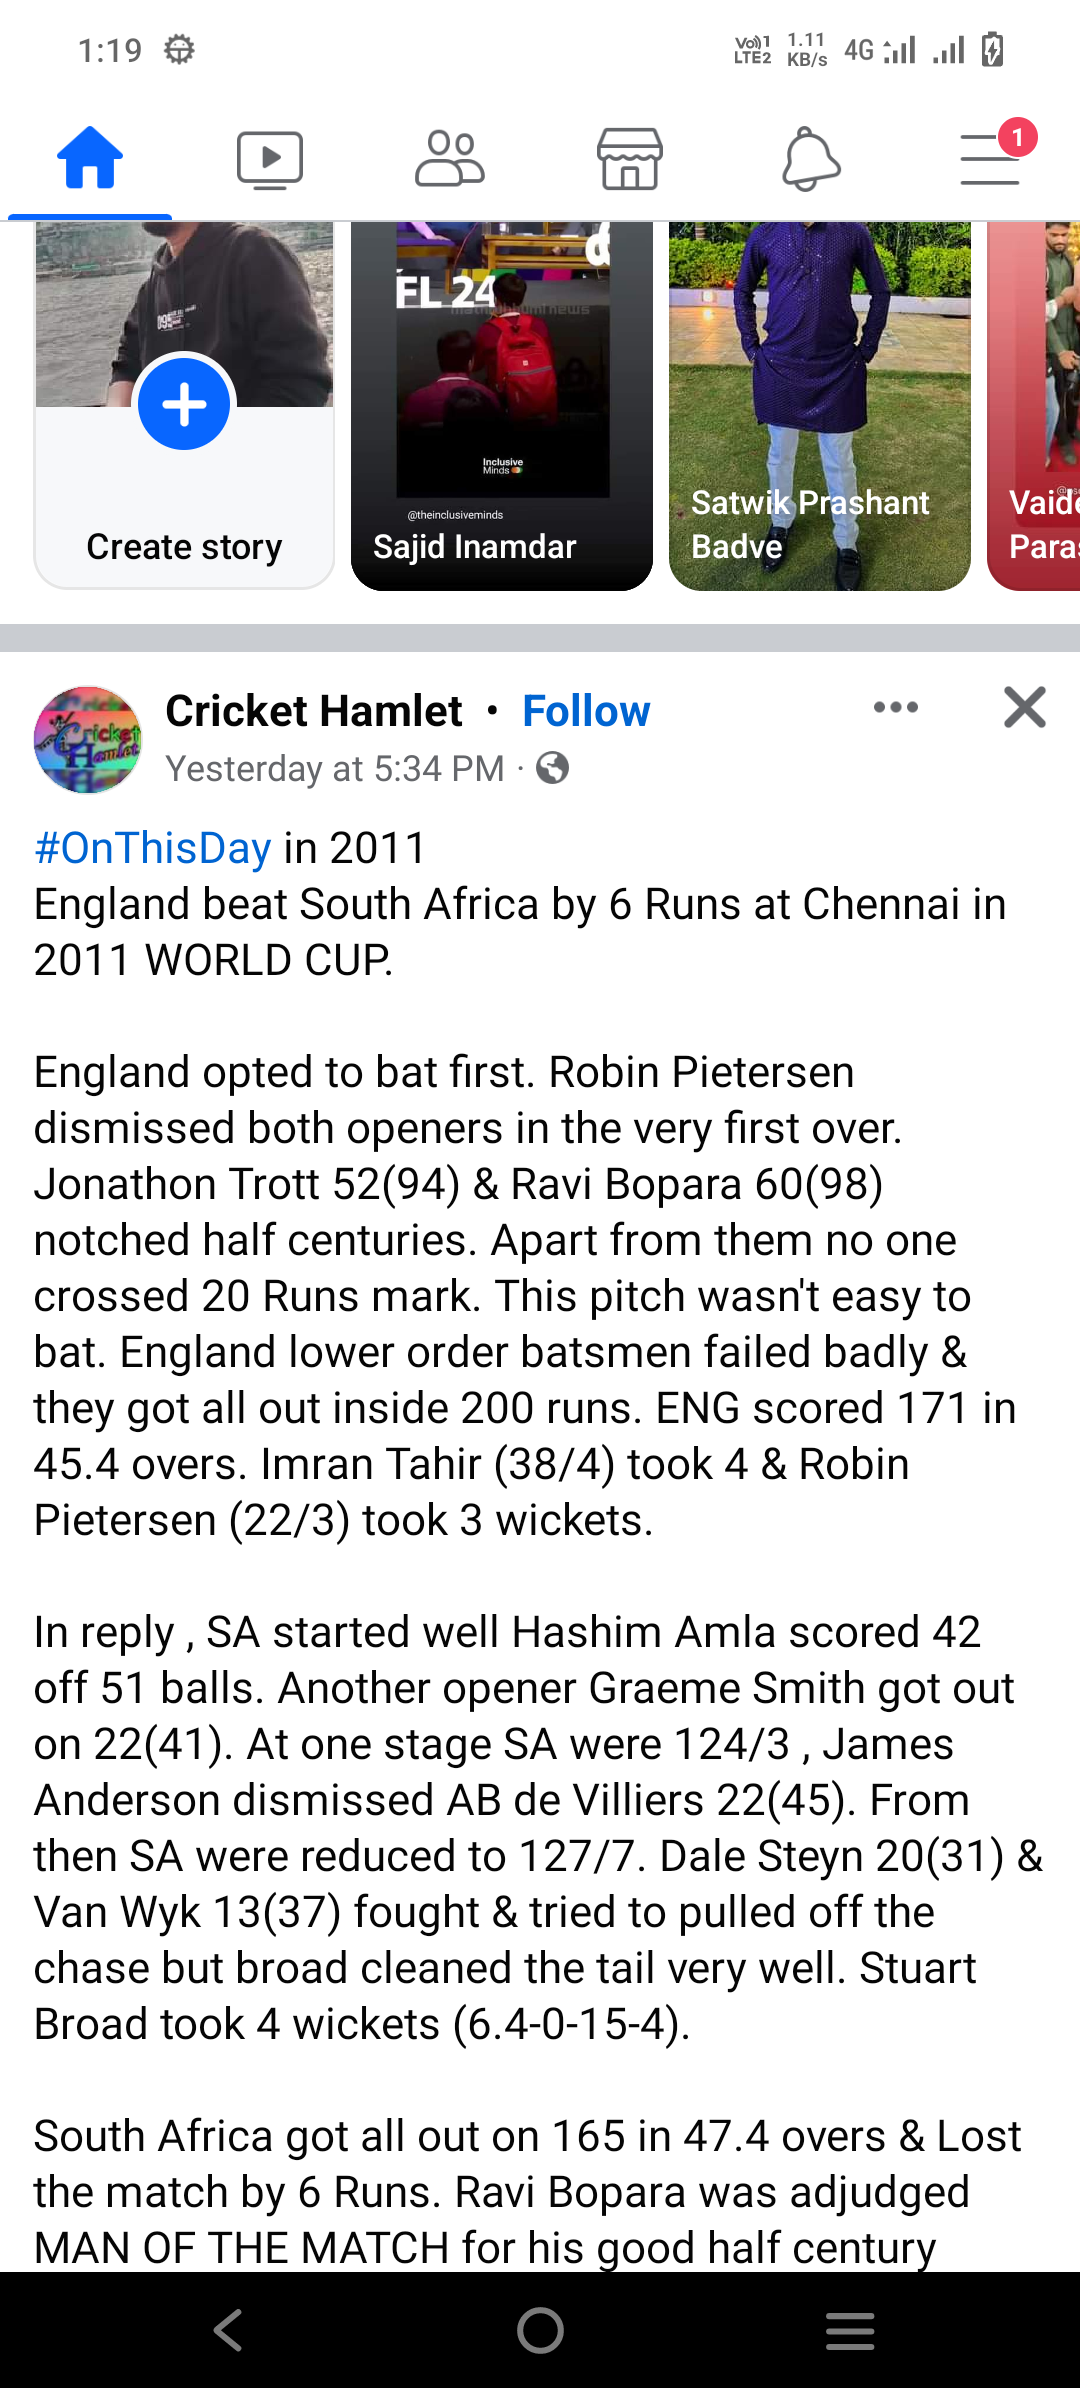 1:19
Vo)) 1
LTE2
1.11
KB/s
4G
1
FL 24
mathrubhuminews
Inclusive
Minds
@theinclusiveminds
Create story
Sajid Inamdar
Satwik Prashant
Badve
Vaide
Paras
Cricket
Hamlet
Cricket Hamlet • Follow
Yesterday at 5:34 PM ·
#OnThisDay in 2011
England beat South Africa by 6 Runs at Chennai in
2011 WORLD CUP.
England opted to bat first. Robin Pietersen
dismissed both openers in the very first over.
Jonathon Trott 52(94) & Ravi Bopara 60(98)
notched half centuries. Apart from them no one
crossed 20 Runs mark. This pitch wasn't easy to
bat. England lower order batsmen failed badly &
they got all out inside 200 runs. ENG scored 171 in
45.4 overs. Imran Tahir (38/4) took 4 & Robin
Pietersen (22/3) took 3 wickets.
In reply , SA started well Hashim Amla scored 42
off 51 balls. Another opener Graeme Smith got out
on 22(41). At one stage SA were 124/3 , James
Anderson dismissed AB de Villiers 22(45). From
then SA were reduced to 127/7. Dale Steyn 20(31) &
Van Wyk 13(37) fought & tried to pulled off the
chase but broad cleaned the tail very well. Stuart
Broad took 4 wickets (6.4-0-15-4).
South Africa got all out on 165 in 47.4 overs & Lost
the match by 6 Runs. Ravi Bopara was adjudged
MAN OF THE MATCH for his good half century